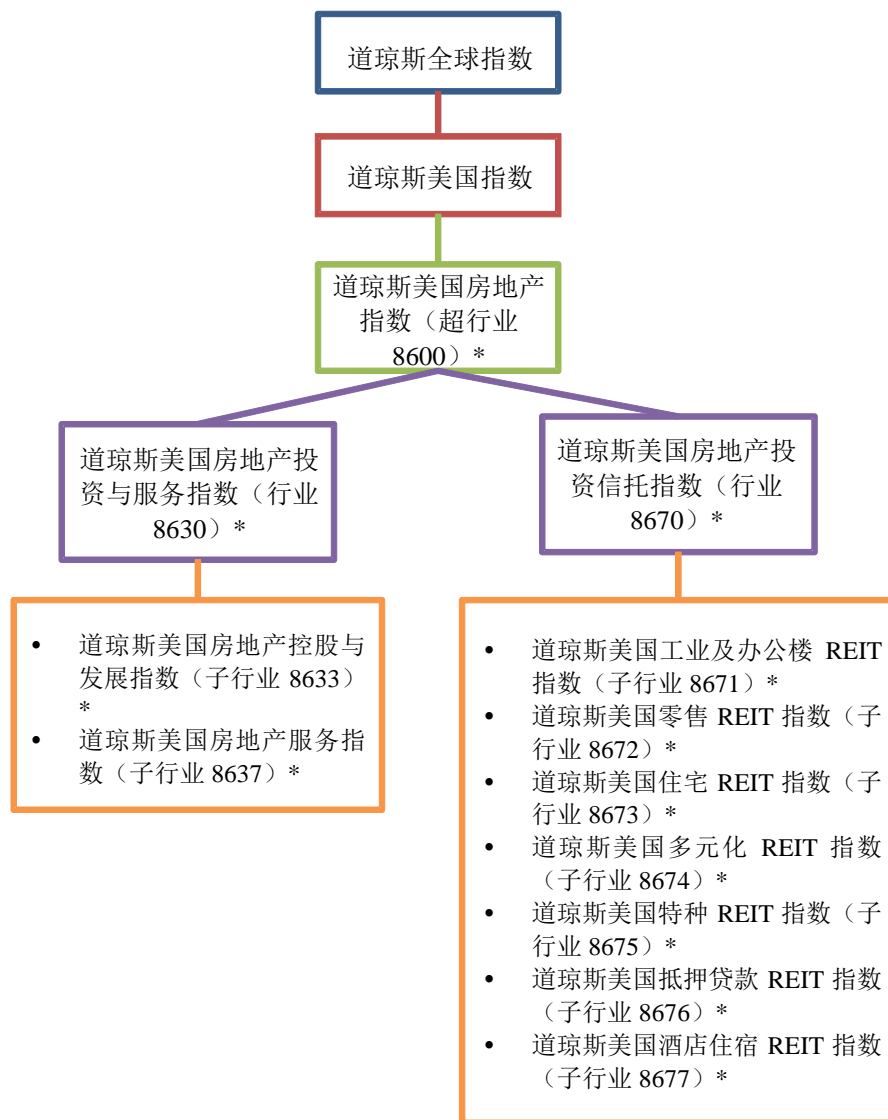 道琼斯全球指数
道琼斯美国指数
道琼斯美国房地产
指数（超行业
8600）*
道琼斯美国房地产投
资与服务指数（行业
8630）*
道琼斯美国房地产投
资信托指数（行业
8670）*
• 道琼斯美国房地产控股与
发展指数（子行业 8633）
*
• 道琼斯美国房地产服务指
数（子行业 8637）*
• 道琼斯美国工业及办公楼 REIT
指数（子行业 8671）*
• 道琼斯美国零售 REIT 指数（子
行业 8672）*
• 道琼斯美国住宅 REIT 指数（子
行业 8673）*
• 道琼斯美国多元化 REIT 指数
（子行业 8674）*
• 道琼斯美国特种 REIT 指数（子
行业 8675）*
• 道琼斯美国抵押贷款 REIT 指数
（子行业 8676）*
• 道琼斯美国酒店住宿 REIT 指数
（子行业 8677）*